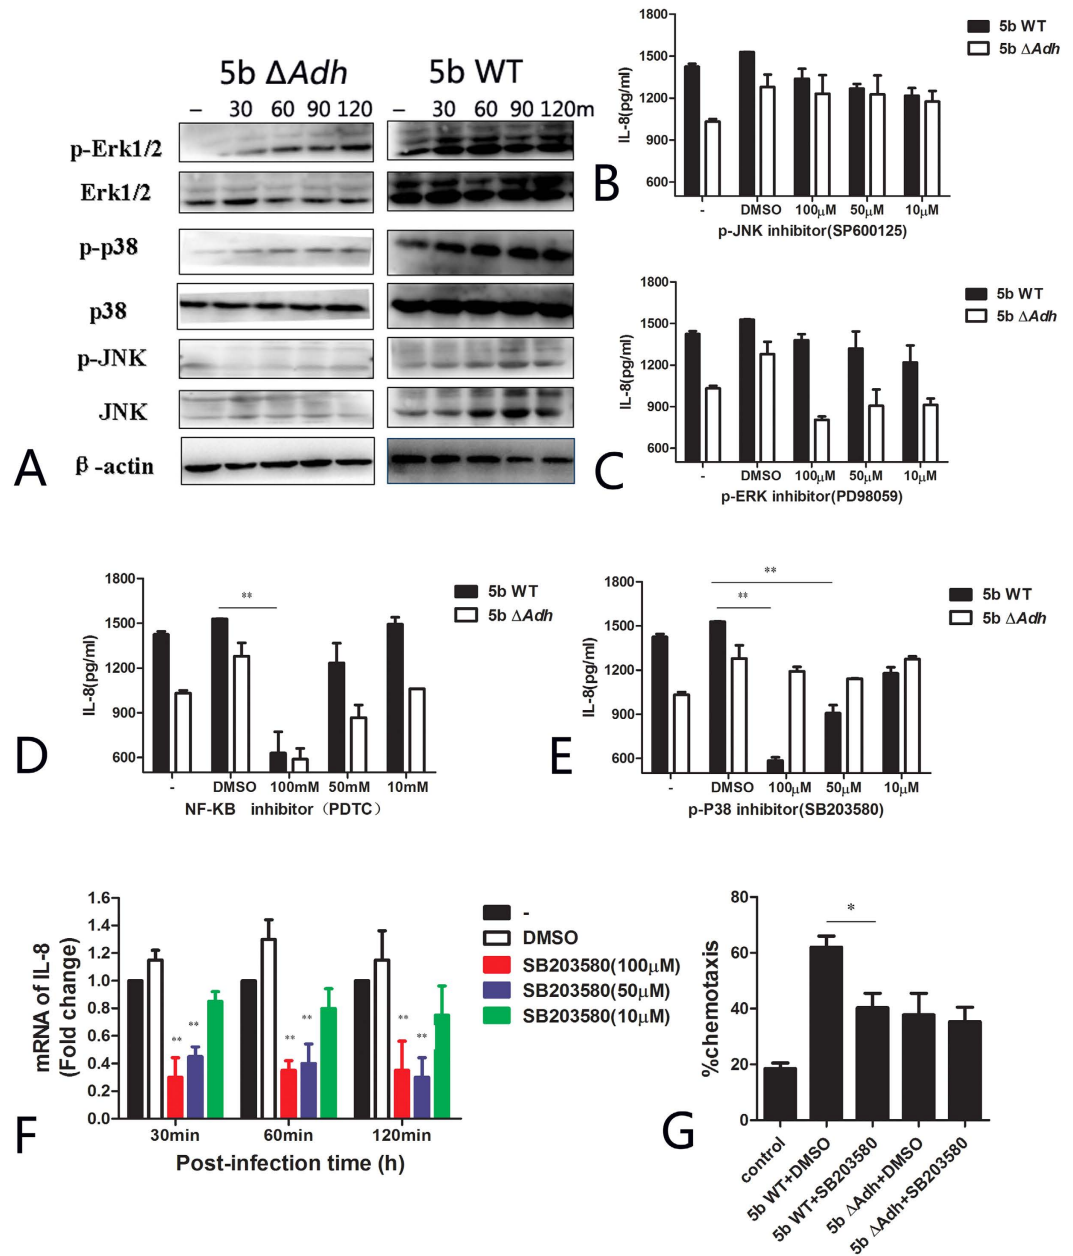 5b ΔAdh
5b WT
– 30 60 90 120
– 30 60 90 120m
p-Erk1/2
Erk1/2
p-p38
p38
p-JNK
JNK
β-actin
A
1800
1500
1200
900
600
IL-8(pg/ml)
5b WT
5b ΔAdh
- DMSO 100μM 50μM 10μM
p-JNK inhibitor(SP600125)
B
1800
1500
1200
900
600
IL-8(pg/ml)
5b WT
5b ΔAdh
- DMSO 100μM 50μM 10μM
p-ERK inhibitor(PD98059)
C
1800
1500
1200
900
600
IL-8(pg/ml)
**
5b WT
5b ΔAdh
- DMSO 100mM 50mM 10mM
NF-KB inhibitor（PDTC）
D
1800
1500
1200
900
600
IL-8(pg/ml)
**
**
5b WT
5b ΔAdh
- DMSO 100μM 50μM 10μM
p-P38 inhibitor(SB203580)
E
1.6
1.4
1.2
1.0
0.8
0.6
0.4
0.2
0.0
mRNA of IL-8
(Fold change)
** ** ** ** ** **
-
DMSO
SB203580(100μM)
SB203580(50μM)
SB203580(10μM)
30min 60min 120min
Post-infection time (h)
F
80
60
40
20
0
%chemotaxis
*
control
5b WT+DMSO
5b WT+SB203580
5b ΔAdh+DMSO
5b ΔAdh+SB203580
G